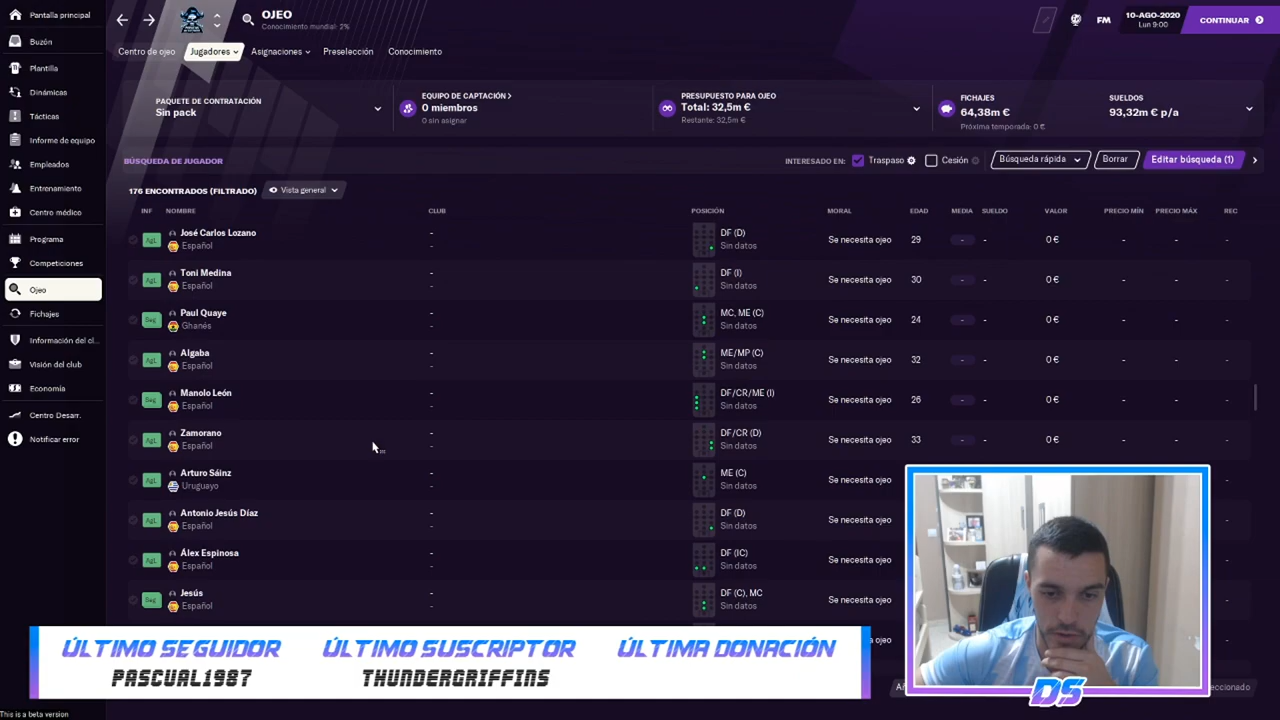 Pantalla principal
OJEO
Conocimiento mundial: 2%
FM
10-AGO-2020
Lun 9:00
CONTINUAR
Buzón
Plantilla
Dinámicas
Tácticas
Informe de equipo
Empleados
Entrenamiento
Centro médico
Programa
Competiciones
Ojeo
Fichajes
Información del cl...
Visión del club
Economía
Centro Desarr.
Notificar error
Centro de ojeo
Jugadores
Asignaciones
Preselección
Conocimiento
PAQUETE DE CONTRATACIÓN
Sin pack
EQUIPO DE CAPTACIÓN >
0 miembros
0 sin asignar
PRESUPUESTO PARA OJEO
Total: 32,5m €
Restante: 32,5m €
FICHAJES
64,38m €
Próxima temporada: 0 €
SUELDOS
93,32m € p/a
BÚSQUEDA DE JUGADOR
INTERESADO EN:
Traspaso
Cesión
Búsqueda rápida
Borrar
Editar búsqueda (1)
176 ENCONTRADOS (FILTRADO)
Vista general
INF NOMBRE CLUB POSICIÓN MORAL EDAD MEDIA SUELDO VALOR PRECIO MÍN PRECIO MÁX REC
AgL José Carlos Lozano - DF (D) Se necesita ojeo 29 - - 0 € - - -
Español - Sin datos
AgL Toni Medina - DF (I) Se necesita ojeo 30 - - 0 € - - -
Español - Sin datos
Seg Paul Quaye - MC, ME (C) Se necesita ojeo 24 - - 0 € - - -
Ghanés - Sin datos
AgL Algaba - ME/MP (C) Se necesita ojeo 32 - - 0 € - - -
Español - Sin datos
Seg Manolo León - DF/CR/ME (I) Se necesita ojeo 26 - - 0 € - - -
Español - Sin datos
AgL Zamorano - DF/CR (D) Se necesita ojeo 33 - - 0 € - - -
Español - Sin datos
AgL Arturo Sáinz - ME (C) Se necesita ojeo
Uruguayo - Sin datos
AgL Antonio Jesús Díaz - DF (D) Se necesita ojeo
Español - Sin datos
AgL Álex Espinosa - DF (IC) Se necesita ojeo
Español - Sin datos
Seg Jesús - DF (C), MC Se necesita ojeo
Español - Sin datos
ÚLTIMO SEGUIDOR
PASCUAL1987
ÚLTIMO SUSCRIPTOR
THUNDERGRIFFINS
ÚLTIMA DONACIÓN
DS
This is a beta version